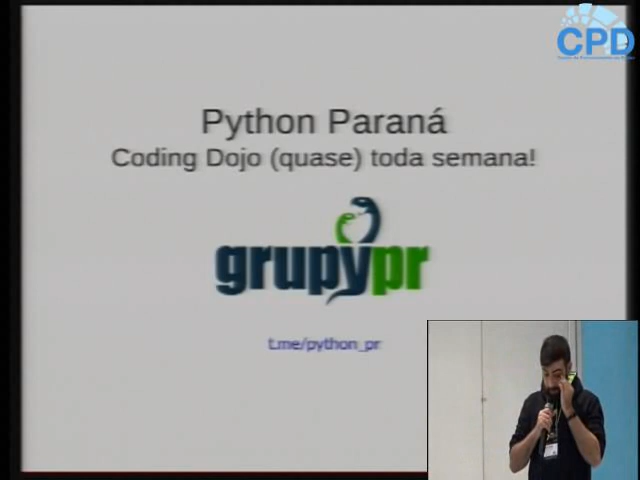 CPD
Python Paraná
Coding Dojo (quase) toda semana!
grupypr
t.me/python_pr